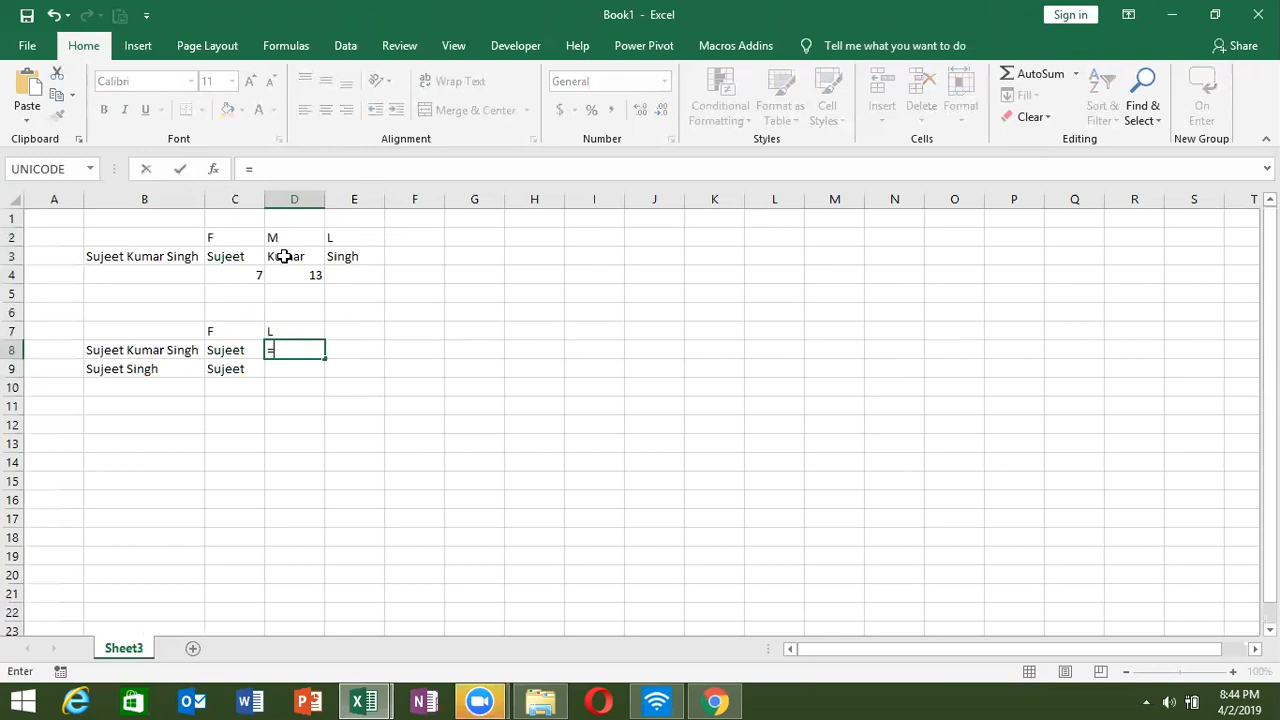 Book1 - Excel
Sign in
File Home Insert Page Layout Formulas Data Review View Developer Help Power Pivot Macros Addins Tell me what you want to do Share
Paste
Calibri 11
B I U
Wrap Text
Merge & Center
General
$ % ,
Conditional Formatting
Format as Table
Cell Styles
Insert Delete Format
AutoSum
Fill
Clear
Sort & Filter
Find & Select
On Enter
Clipboard Font Alignment Number Styles Cells Editing New Group
UNICODE fx =
A B C D E F G H I J K L M N O P Q R S T
1
2 F M L
3 Sujeet Kumar Singh Sujeet Kumar Singh
4 7 13
5
6
7 F L
8 Sujeet Kumar Singh Sujeet =
9 Sujeet Singh Sujeet
10
11
12
13
14
15
16
17
18
19
20
21
22
23
Sheet3
Enter 100%
8:44 PM
4/2/2019